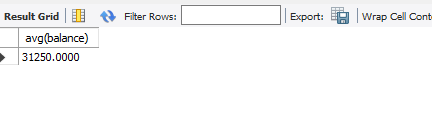 Result Grid Filter Rows: Export: Wrap Cell Conte
avg(balance)
31250.0000